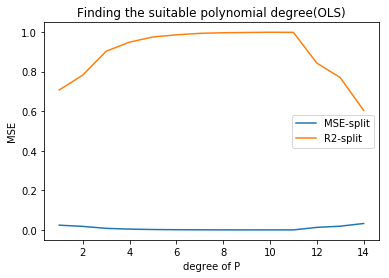 Finding the suitable polynomial degree(OLS)
1.0
0.8
0.6
0.4
0.2
0.0
MSE
MSE-split
R2-split
2 4 6 8 10 12 14
degree of P